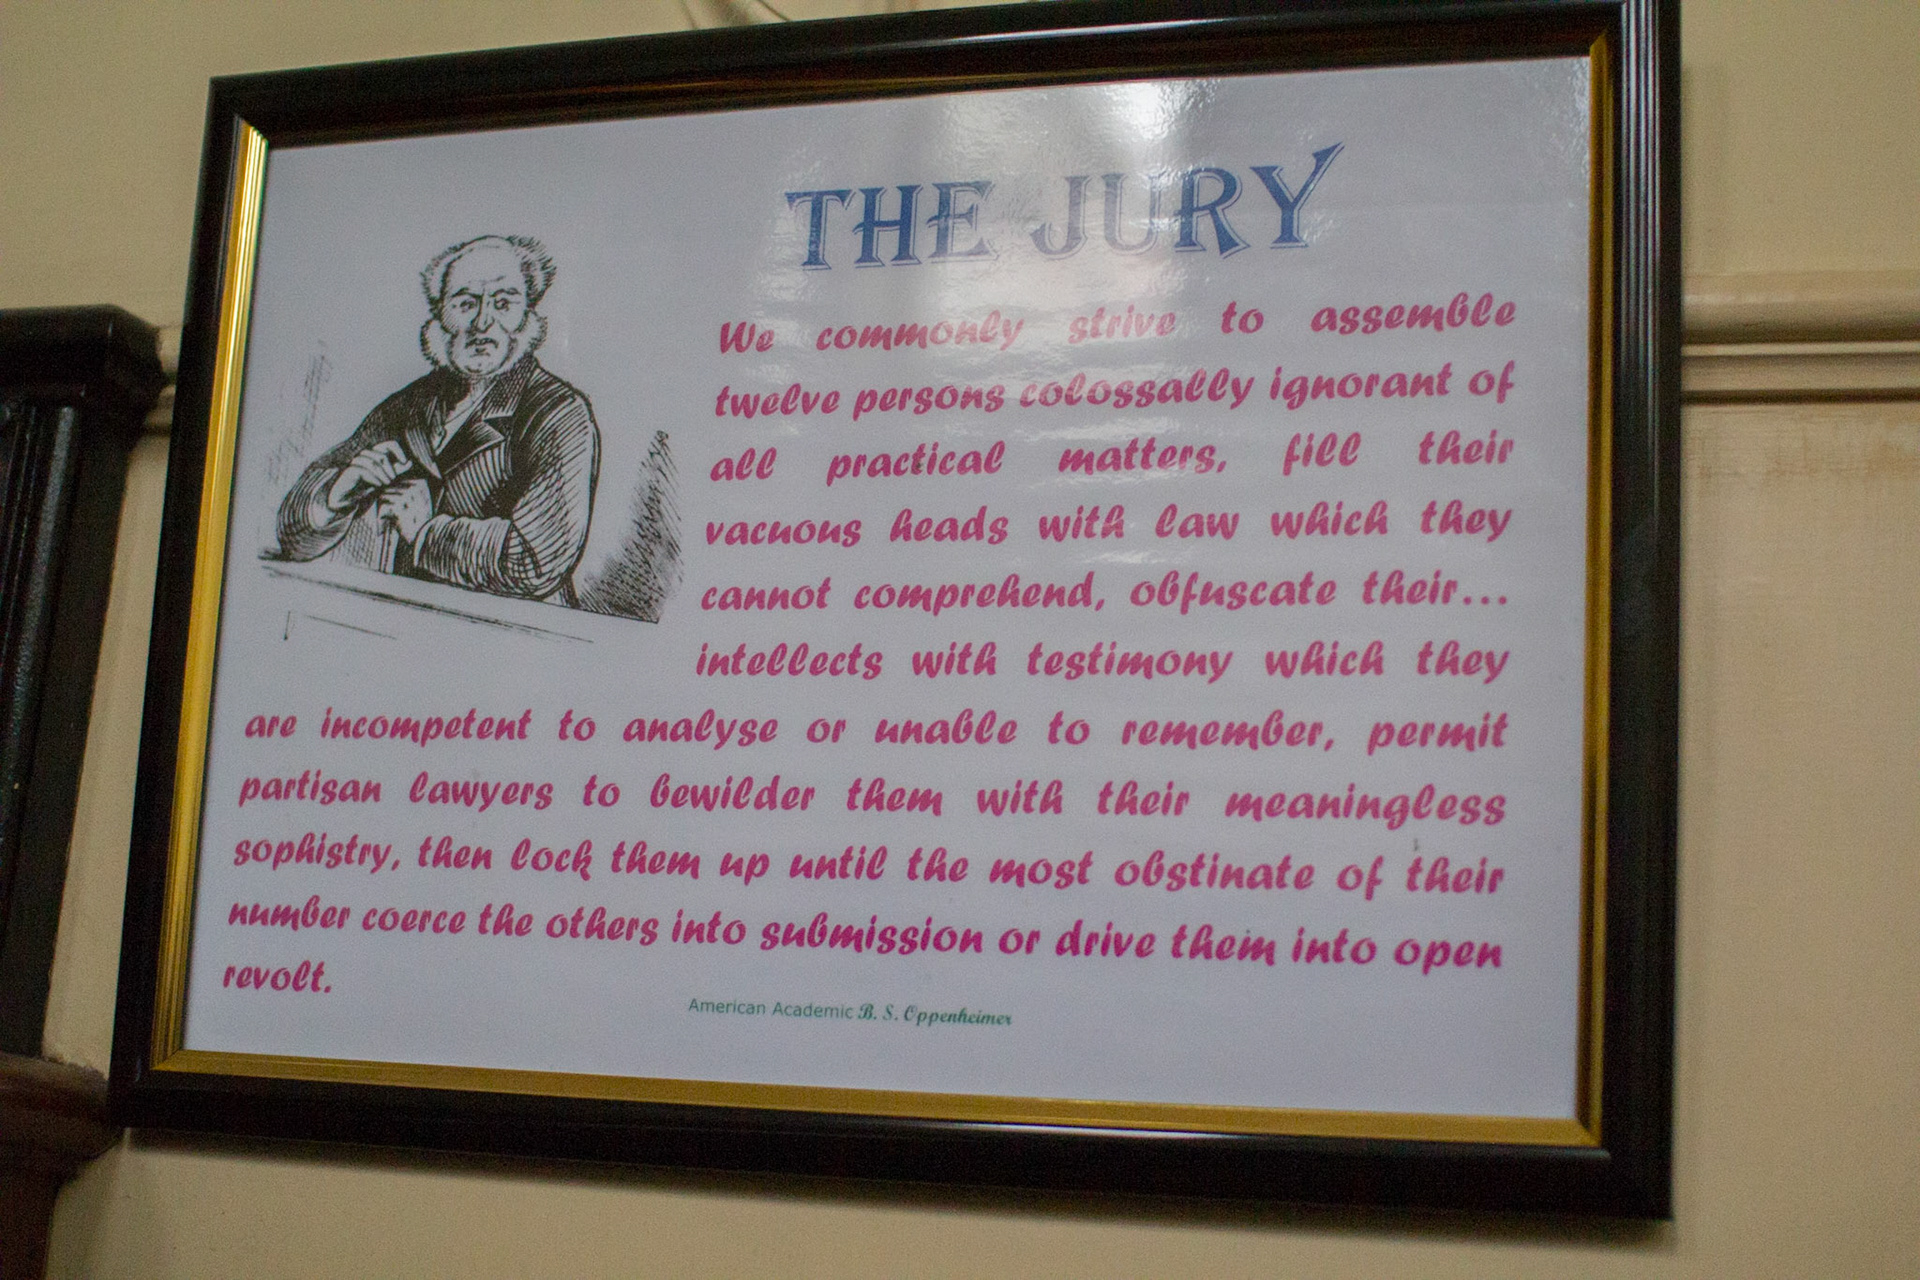 THE JURY
We commonly strive to assemble
twelve persons colossally ignorant of
all practical matters, fill their
vacuous heads with law which they
cannot comprehend, obfuscate their...
intellects with testimony which they
are incompetent to analyse or unable to remember, permit
partisan lawyers to bewilder them with their meaningless
sophistry, then lock them up until the most obstinate of their
number coerce the others into submission or drive them into open
revolt.
American Academic B. S. Oppenheimer